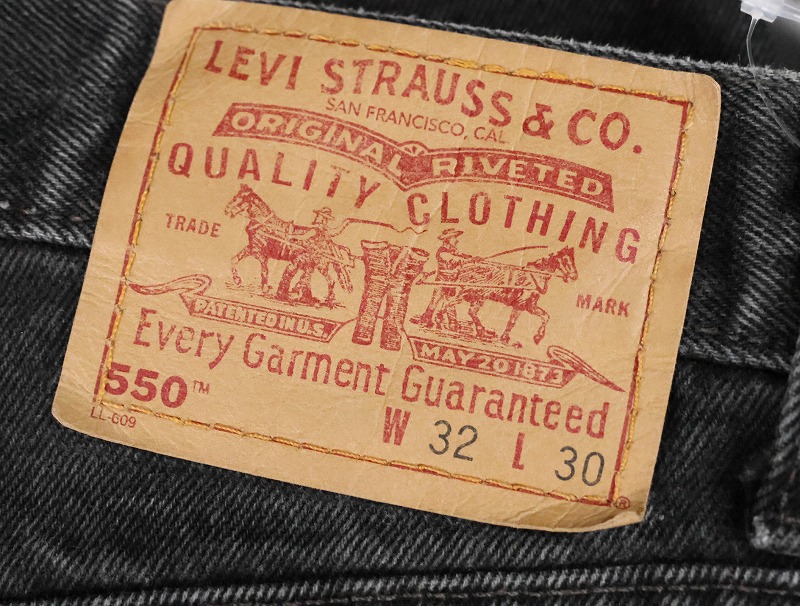 LEVI STRAUSS & CO.
SAN FRANCISCO, CAL.
ORIGINAL RIVETED
QUALITY CLOTHING
TRADE MARK
PATENTED IN U.S. MAY 20 1873
Every Garment Guaranteed
550™
W 32 L 30
LL-609
®